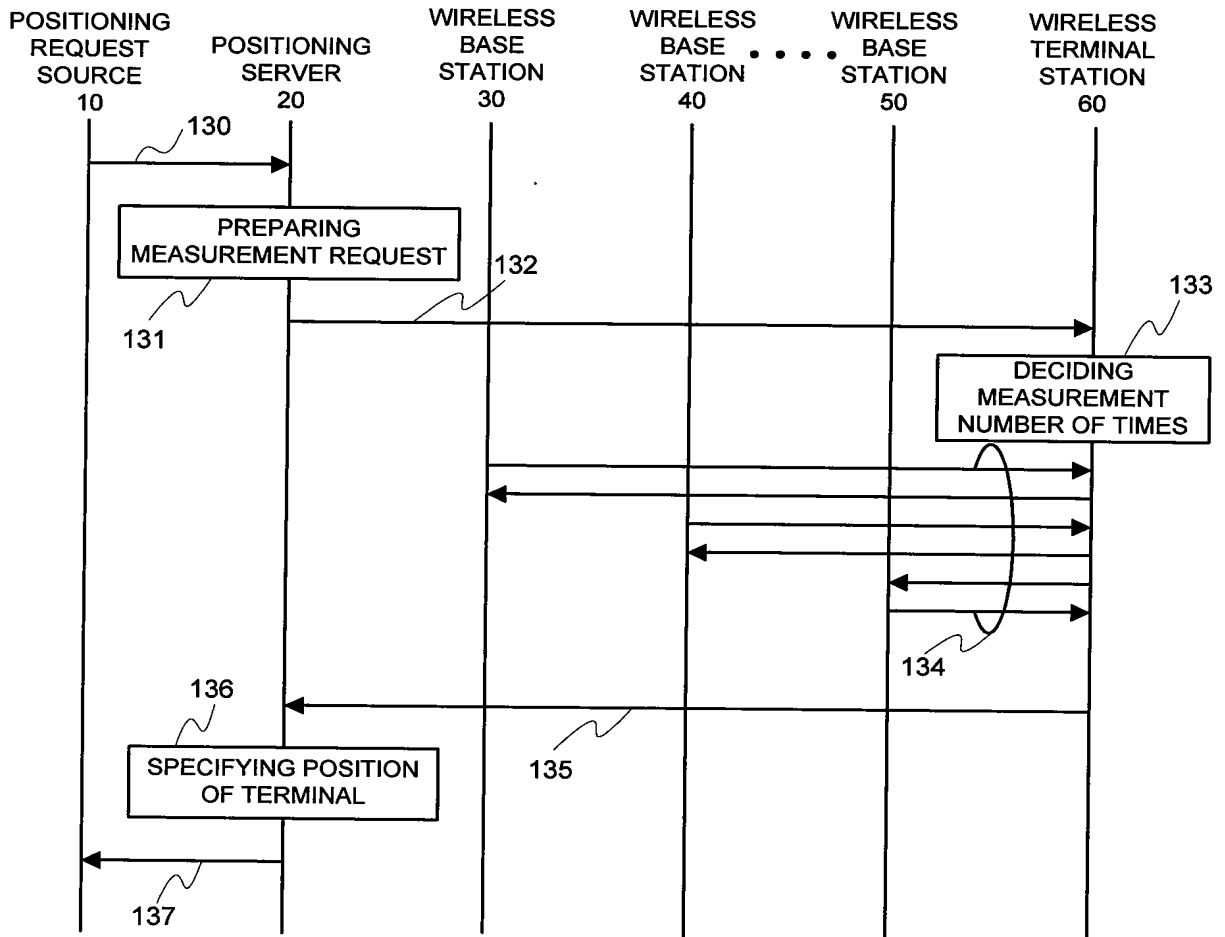 POSITIONING
REQUEST
SOURCE
10
POSITIONING
SERVER
20
WIRELESS
BASE
STATION
30
WIRELESS
BASE
STATION
40
WIRELESS
BASE
STATION
50
WIRELESS
TERMINAL
STATION
60
130
PREPARING
MEASUREMENT REQUEST
131
132
133
DECIDING
MEASUREMENT
NUMBER OF TIMES
134
135
136
SPECIFYING POSITION
OF TERMINAL
137